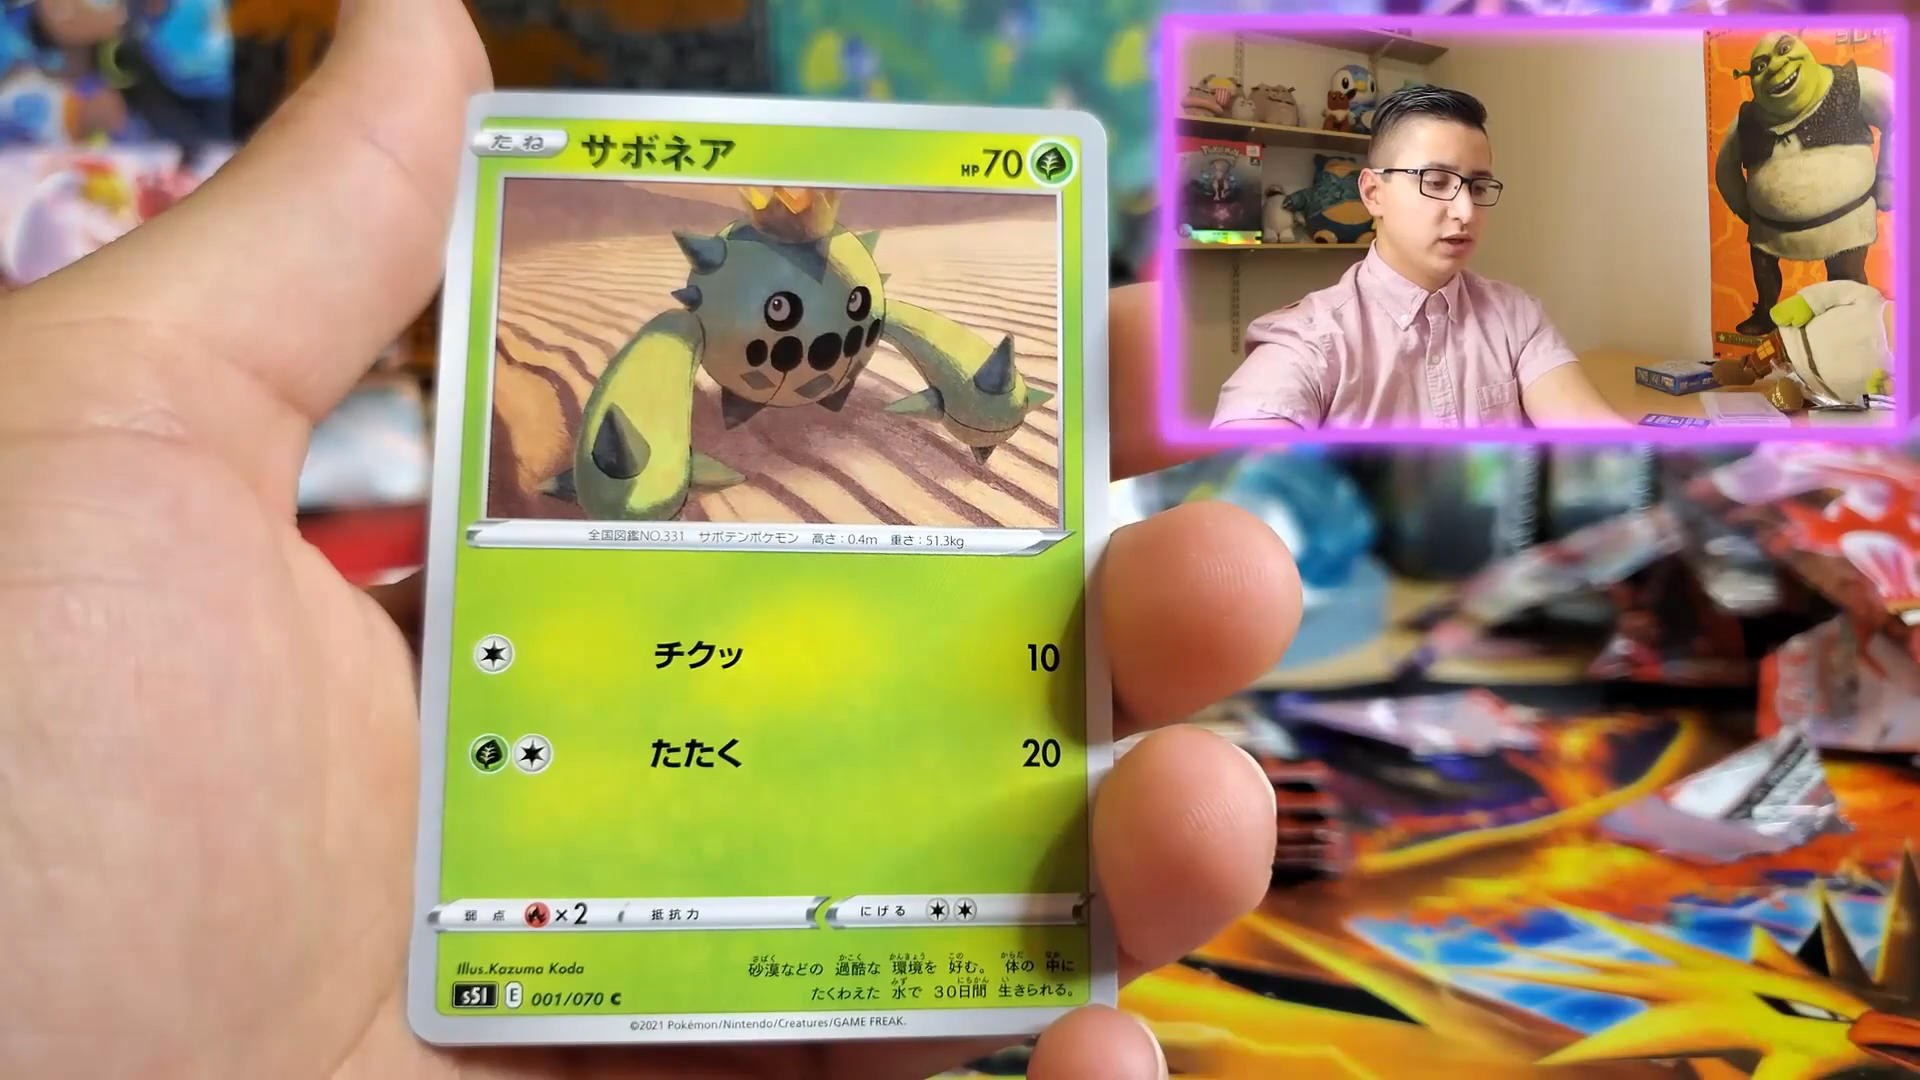 たね サボネア HP70
全国図鑑NO.331 サボテンポケモン 高さ：0.4m 重さ：51.3kg
チクッ 10
たたく 20
弱点 ×2 抵抗力 にげる
Illus.Kazuma Koda
砂漠などの 過酷な 環境を 好む。 体の 中に
たくわえた 水で 30日間 生きられる。
s5I E 001/070 C
©2021 Pokémon/Nintendo/Creatures/GAME FREAK.